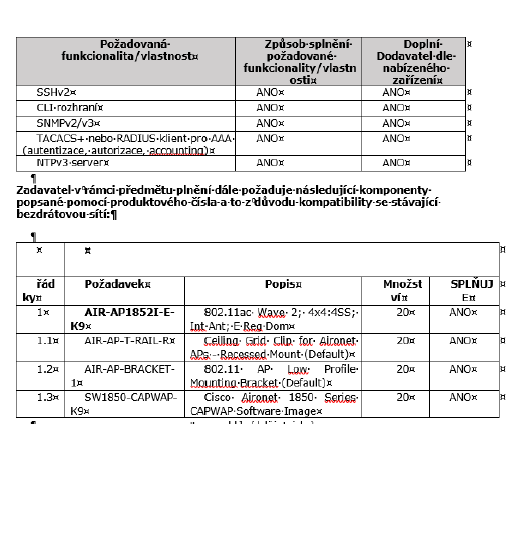 Požadovaná funkcionalita/vlastnost¤ Způsob splnění požadované funkcionality/vlastnosti¤ Doplní Dodavatel dle nabízeného zařízení¤ ¤
SSHv2¤ ANO¤ ANO¤ ¤
CLI rozhraní¤ ANO¤ ANO¤ ¤
SNMPv2/v3¤ ANO¤ ANO¤ ¤
TACACS+ nebo RADIUS klient pro AAA (autentizace, autorizace, accounting)¤ ANO¤ ANO¤ ¤
NTPv3 server¤ ANO¤ ANO¤ ¤
¶
Zadavatel v rámci předmětu plnění dále požaduje následující komponenty
popsané pomocí produktového čísla a to z důvodu kompatibility se stávající
bezdrátovou sítí:¶
¶
¤ ¤ ¤
řádky¤ Požadavek¤ Popis¤ Množství¤ SPLŇUJE¤ ¤
1¤ AIR-AP1852I-E-K9¤ 802.11ac Wave 2; 4x4:4SS; Int Ant; E Reg Dom¤ 20¤ ANO¤ ¤
1.1¤ AIR-AP-T-RAIL-R¤ Ceiling Grid Clip for Aironet APs - Recessed Mount (Default)¤ 20¤ ANO¤ ¤
1.2¤ AIR-AP-BRACKET-1¤ 802.11 AP Low Profile Mounting Bracket (Default)¤ 20¤ ANO¤ ¤
1.3¤ SW1850-CAPWAP-K9¤ Cisco Aironet 1850 Series CAPWAP Software Image¤ 20¤ ANO¤ ¤